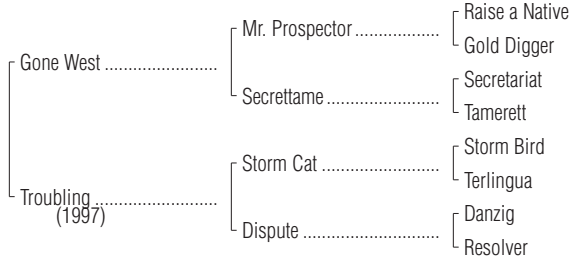 Raise a Native
Mr. Prospector ..................
Gold Digger
Gone West ........................
Secretariat
Secrettame ........................
Tamerett
Storm Bird
Storm Cat .........................
Terlingua
Troubling ..........................
(1997)
Danzig
Dispute .............................
Resolver